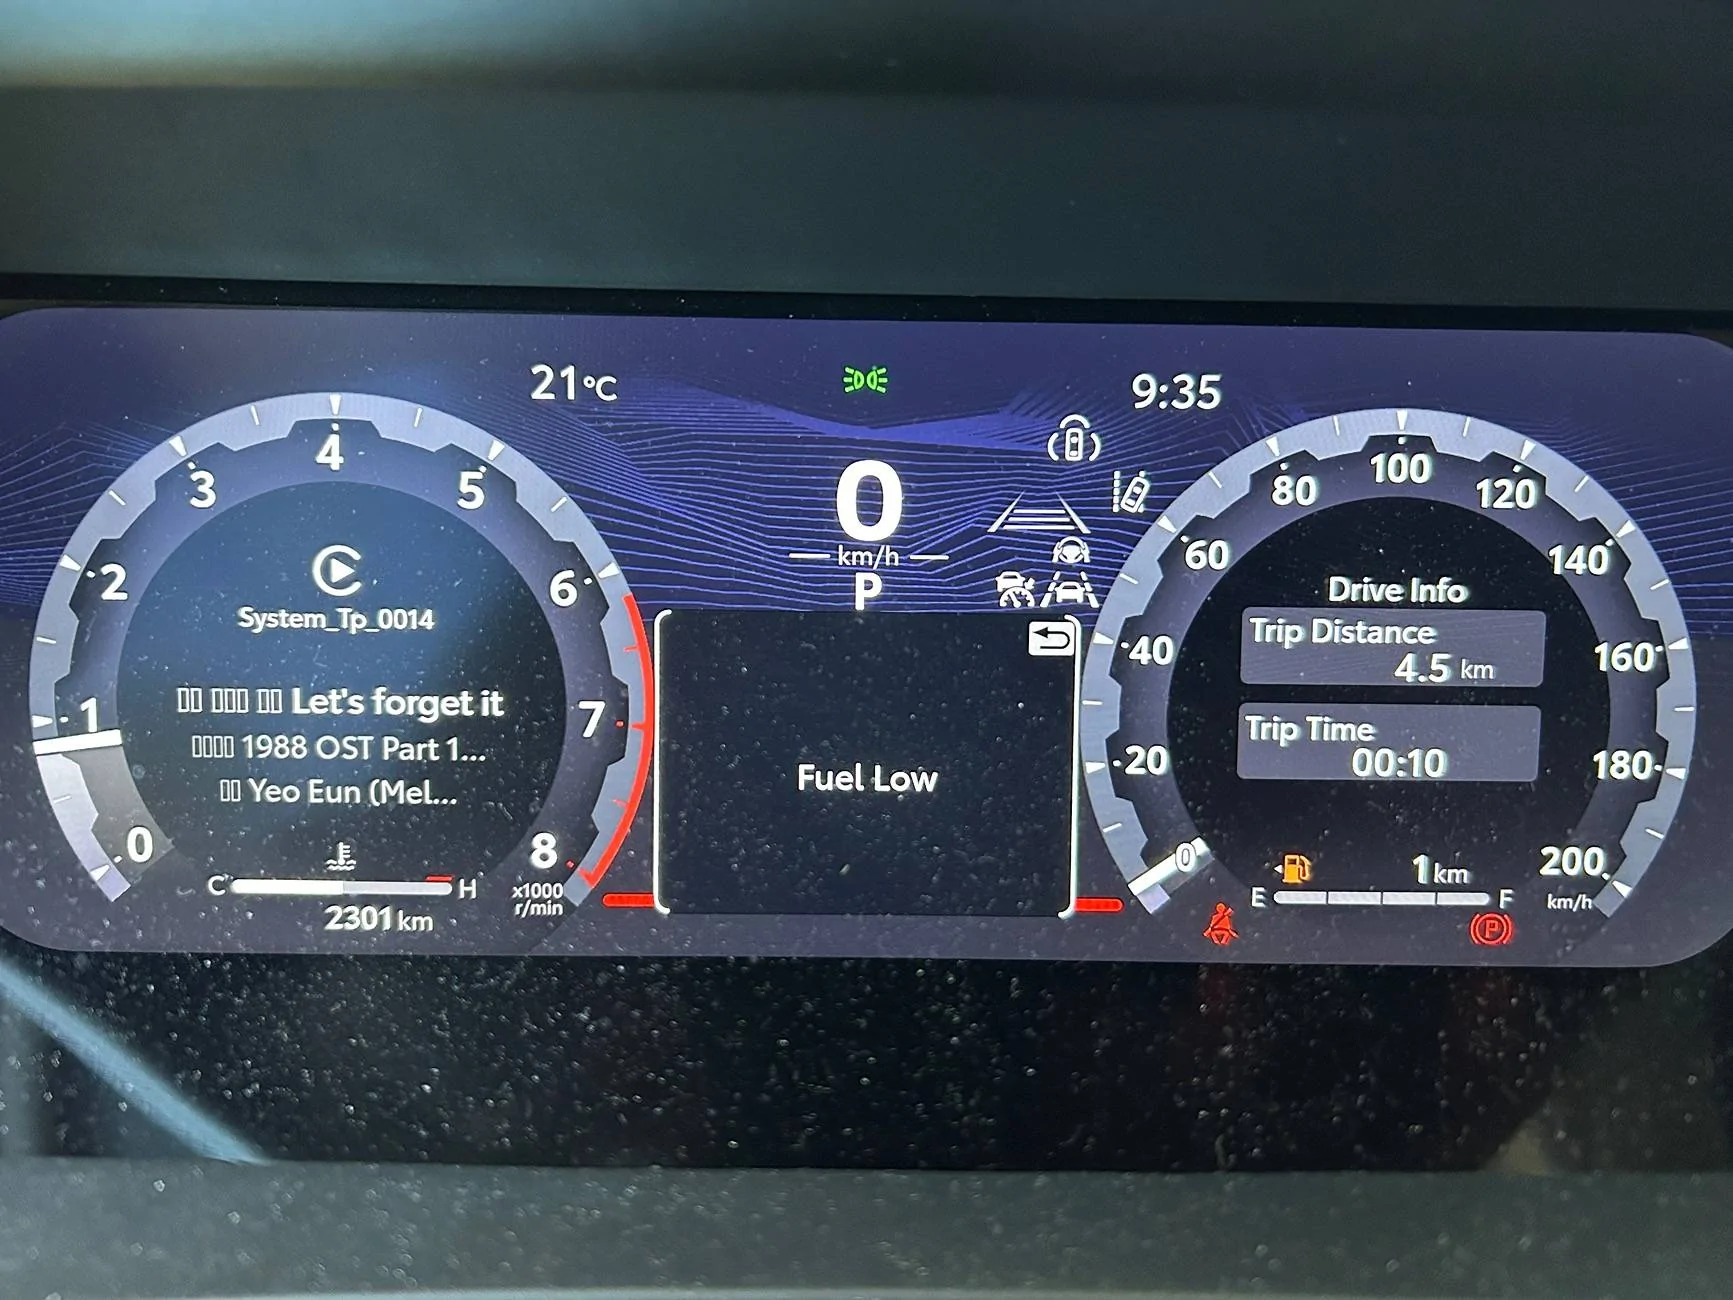 21°C
9:35
0
km/h
P
0
1
2
3
4
5
6
7
8
x1000
r/min
System_Tp_0014
▯▯ ▯▯▯ ▯▯ Let's forget it
▯▯▯▯ 1988 OST Part 1...
▯▯ Yeo Eun (Mel...
C H
2301 km
Fuel Low
0
20
40
60
80
100
120
140
160
180
200
km/h
Drive Info
Trip Distance
4.5 km
Trip Time
00:10
1 km
E F
P